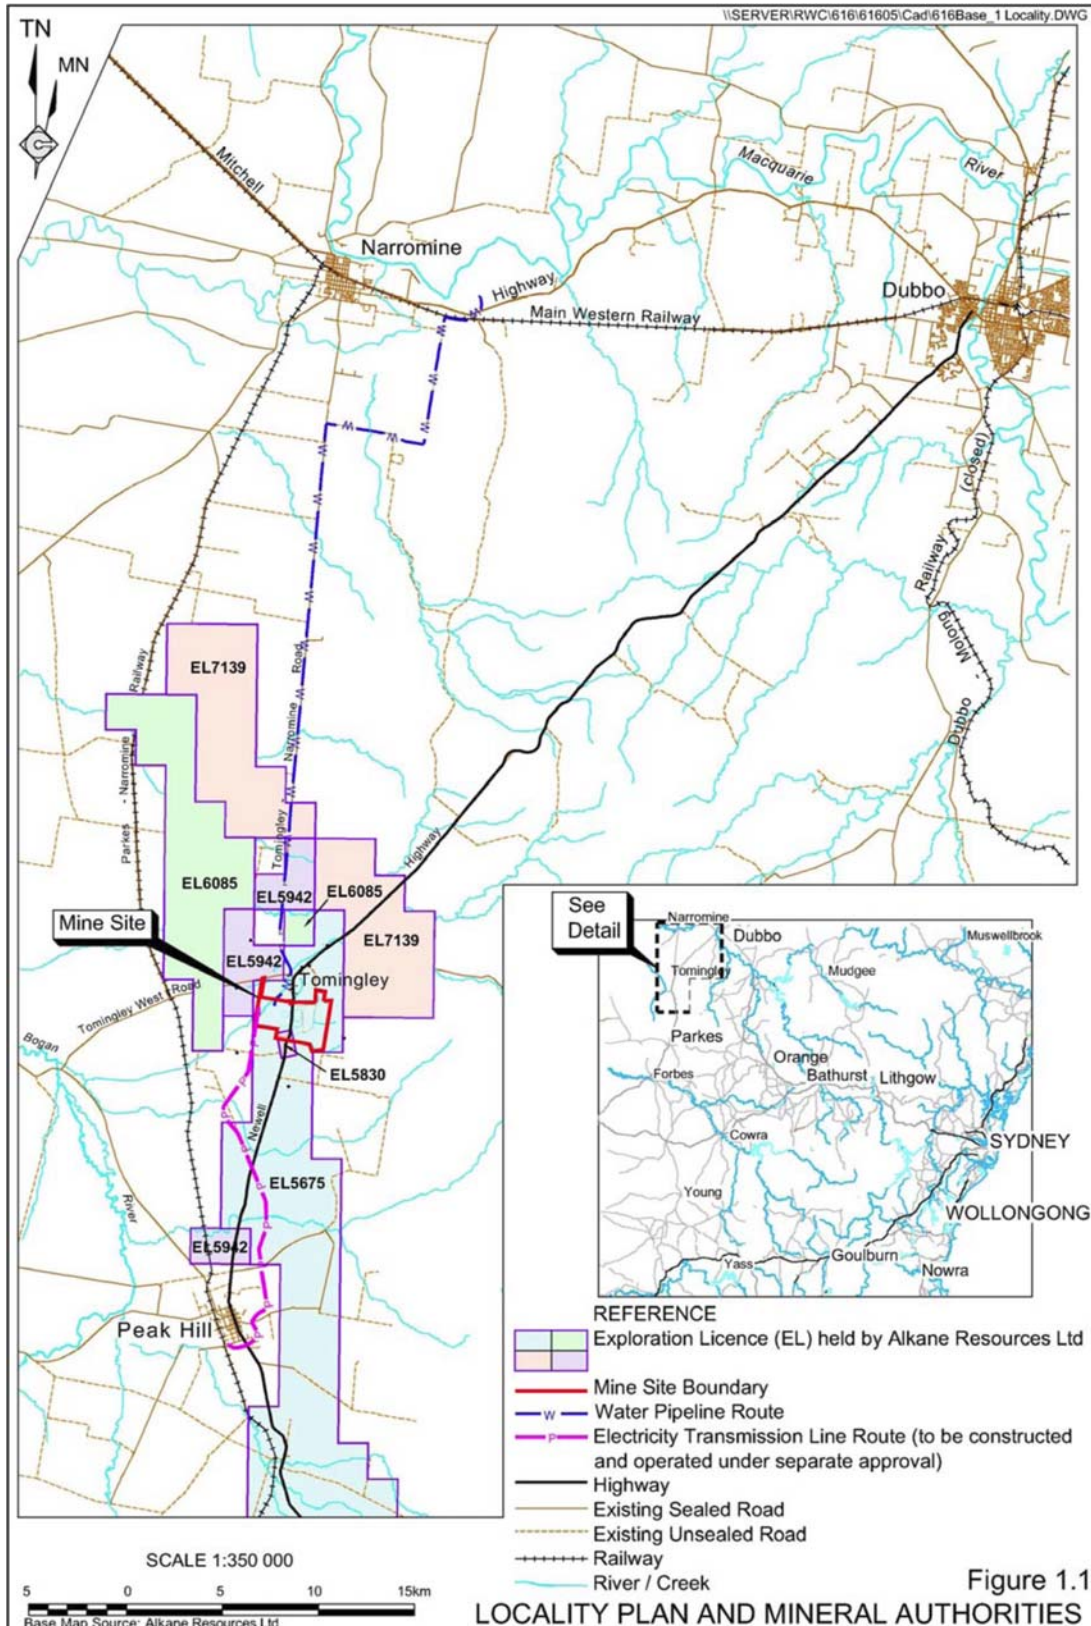 \\SERVER\RWC\616\61605\Cad\616Base_1 Locality.DWG
TN
MN
Mitchell
Macquarie
River
Narromine
Highway
Dubbo
Main Western Railway
(closed)
Railway
Molong
Dubbo
W
W
W
W
W
W
W
W
W
W
W
W
W
Railway
EL7139
Road
Narromine
Tomingley
Parkes - Narromine
Highway
EL6085
EL5942
EL6085
EL7139
Mine Site
EL5942
Tomingley
Tomingley West Road
Bogan
River
EL5830
Newell
P
P
P
P
P
P
P
P
EL5675
EL5942
Peak Hill
See
Detail
Narromine
Dubbo
Muswellbrook
Tomingley
Mudgee
Parkes
Orange
Forbes
Bathurst
Lithgow
Cowra
SYDNEY
Young
WOLLONGONG
Goulburn
Yass
Nowra
REFERENCE
Exploration Licence (EL) held by Alkane Resources Ltd
Mine Site Boundary
W
Water Pipeline Route
P
Electricity Transmission Line Route (to be constructed
and operated under separate approval)
Highway
Existing Sealed Road
Existing Unsealed Road
Railway
River / Creek
SCALE 1:350 000
5 0 5 10 15km
Base Map Source: Alkane Resources Ltd
Figure 1.1
LOCALITY PLAN AND MINERAL AUTHORITIES